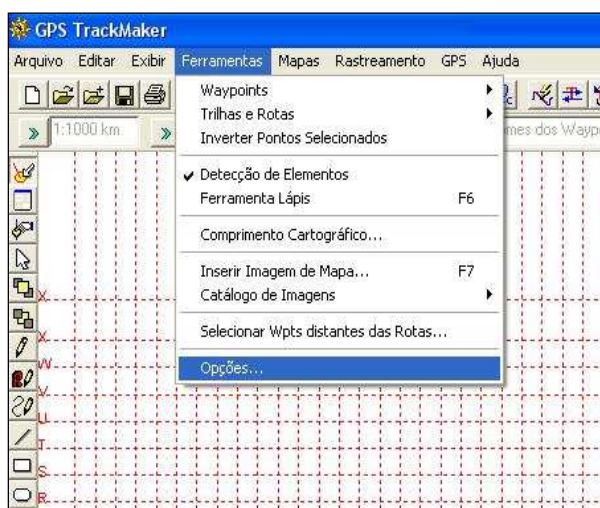 GPS TrackMaker
Arquivo Editar Exibir Ferramentas Mapas Rastreamento GPS Ajuda
1:1000 km
Waypoints
Trilhas e Rotas
Inverter Pontos Selecionados
Detecção de Elementos
Ferramenta Lápis F6
Comprimento Cartográfico...
Inserir Imagem de Mapa... F7
Catálogo de Imagens
Selecionar Wpts distantes das Rotas...
Opções...
mes dos Wayp
X
X
W
V
U
T
S
R